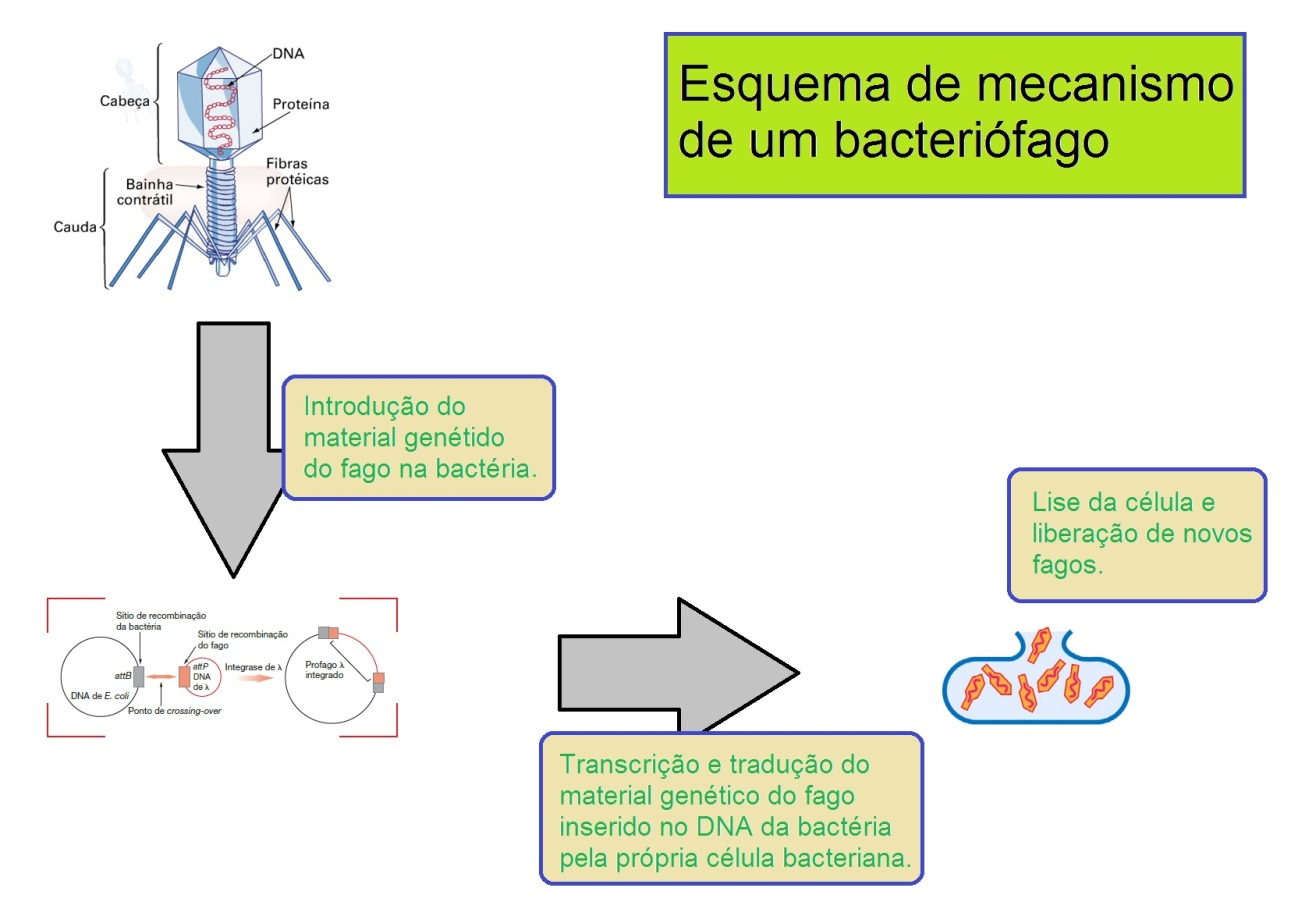 Esquema de mecanismo
de um bacteriófago
DNA
Cabeça
Proteína
Fibras
protéicas
Bainha
contrátil
Cauda
Introdução do
material genétido
do fago na bactéria.
Lise da célula e
liberação de novos
fagos.
Sítio de recombinação
da bactéria
Sítio de recombinação
do fago
attB
attP
DNA
de λ
Integrase de λ
Profago λ
integrado
DNA de E. coli
Ponto de crossing-over
Transcrição e tradução do
material genético do fago
inserido no DNA da bactéria
pela própria célula bacteriana.